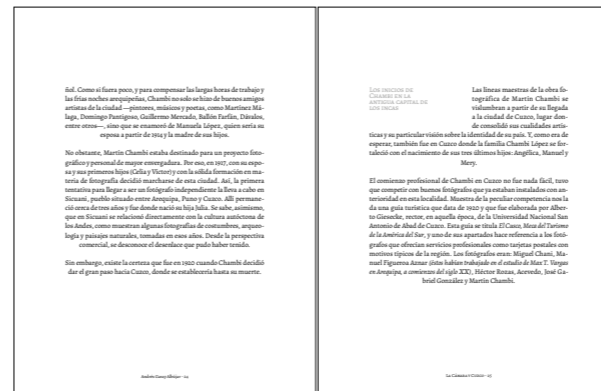 ñol. Como si fuera poco, y para compensar las largas horas de trabajo y
las frías noches arequipeñas, Chambi no solo se hizo de buenos amigos
artistas de la ciudad —pintores, músicos y poetas, como Martínez Má-
laga, Domingo Pantigoso, Guillermo Mercado, Ballón Farfán, Dávalos,
entre otros—, sino que se enamoró de Manuela López, quien sería su
esposa a partir de 1914 y la madre de sus hijos.
No obstante, Martín Chambi estaba destinado para un proyecto foto-
gráfico y personal de mayor envergadura. Por eso, en 1917, con su espo-
sa y sus primeros hijos (Celia y Víctor) y con la sólida formación en ma-
teria de fotografía decidió marcharse de esta ciudad. Así, la primera
tentativa para llegar a ser un fotógrafo independiente la lleva a cabo en
Sicuani, pueblo situado entre Arequipa, Puno y Cuzco. Allí permane-
ció cerca de tres años y fue donde nació su hija Julia. Se sabe, asimismo,
que en Sicuani se relacionó directamente con la cultura autóctona de
los Andes, como muestran algunas fotografías de costumbres, arqueo-
logía y paisajes naturales, tomadas en esos años. Desde la perspectiva
comercial, se desconoce el desenlace que pudo haber tenido.
Sin embargo, existe la certeza que fue en 1920 cuando Chambi decidió
dar el gran paso hacia Cuzco, donde se establecería hasta su muerte.
Andrés Garay Albújar - 24
Los inicios de
Chambi en la
antigua capital de
los incas
Las líneas maestras de la obra fo-
tográfica de Martín Chambi se
vislumbran a partir de su llegada
a la ciudad de Cuzco, lugar don-
de consolidó sus cualidades artís-
ticas y su particular visión sobre la identidad de su país. Y, como era de
esperar, también fue en Cuzco donde la familia Chambi López se for-
taleció con el nacimiento de sus tres últimos hijos: Angélica, Manuel y
Mery.
El comienzo profesional de Chambi en Cuzco no fue nada fácil, tuvo
que competir con buenos fotógrafos que ya estaban instalados con an-
terioridad en esta localidad. Muestra de la peculiar competencia nos la
da una guía turística que data de 1920 y que fue elaborada por Alber-
to Giesecke, rector, en aquella época, de la Universidad Nacional San
Antonio de Abad de Cuzco. Esta guía se titula El Cusco, Meca del Turismo
de la América del Sur, y uno de sus apartados hace referencia a los fotó-
grafos que ofrecían servicios profesionales como tarjetas postales con
motivos típicos de la región. Los fotógrafos eran: Miguel Chani, Ma-
nuel Figueroa Aznar (éstos habían trabajado en el estudio de Max T. Vargas
en Arequipa, a comienzos del siglo XX), Héctor Rozas, Acevedo, José Ga-
briel González y Martín Chambi.
La Cámara y Cuzco - 25